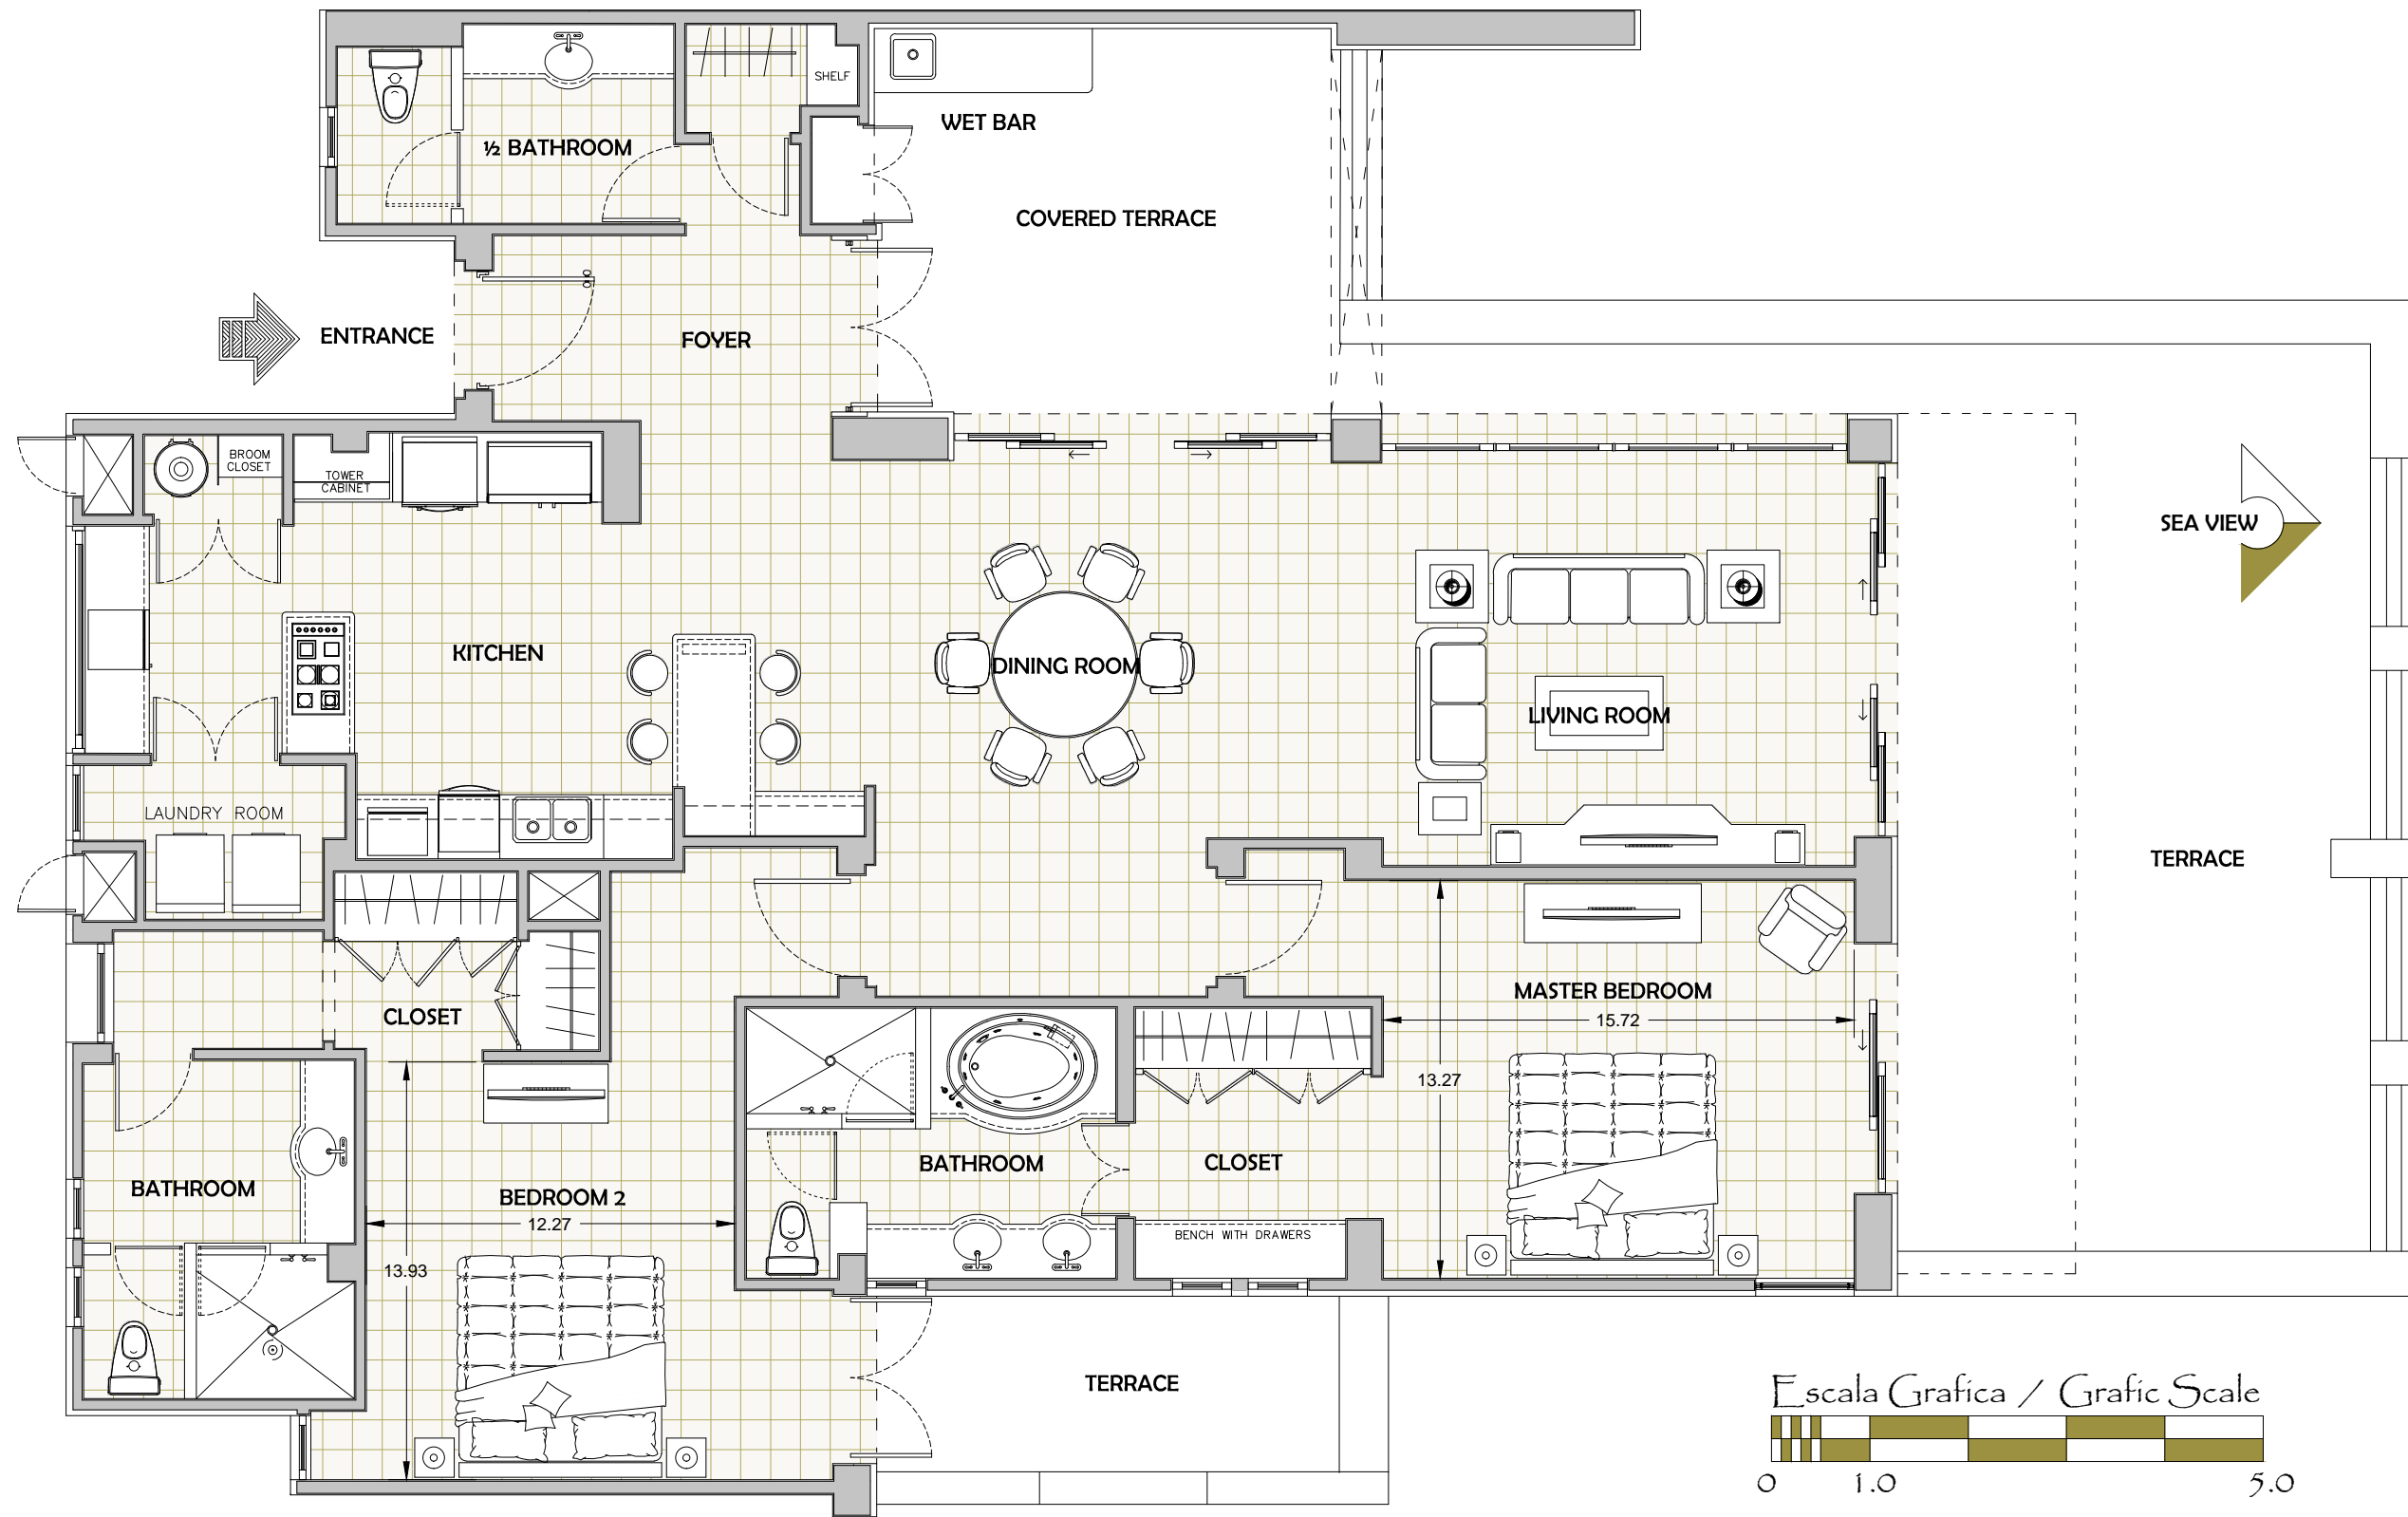 SHELF
WET BAR
½ BATHROOM
COVERED TERRACE
ENTRANCE
FOYER
BROOM
CLOSET
TOWER
CABINET
SEA VIEW
KITCHEN
DINING ROOM
LIVING ROOM
LAUNDRY ROOM
TERRACE
MASTER BEDROOM
15.72
CLOSET
13.27
BATHROOM
CLOSET
BATHROOM
BEDROOM 2
12.27
BENCH WITH DRAWERS
13.93
TERRACE
Escala Grafica / Grafic Scale
0 1.0 5.0